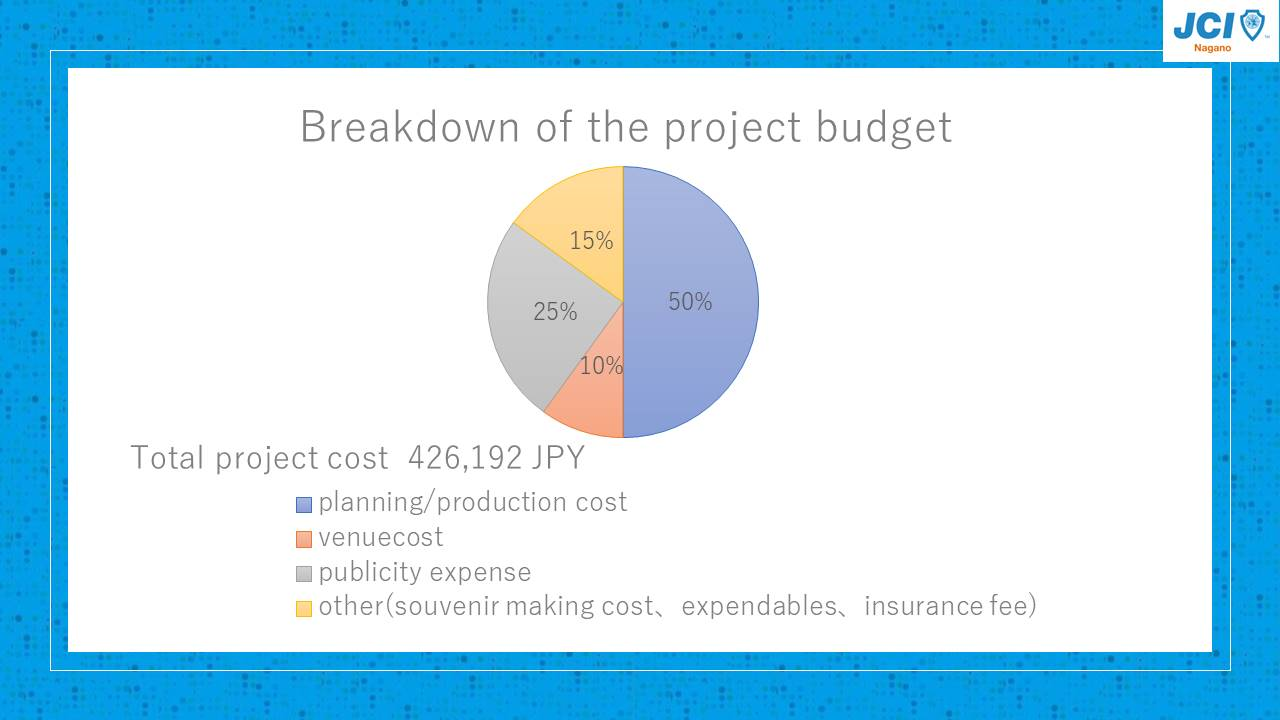 JCI
Nagano
Breakdown of the project budget
15%
50%
25%
10%
Total project cost 426,192 JPY
planning/production cost
venuecost
publicity expense
other(souvenir making cost、expendables、insurance fee)